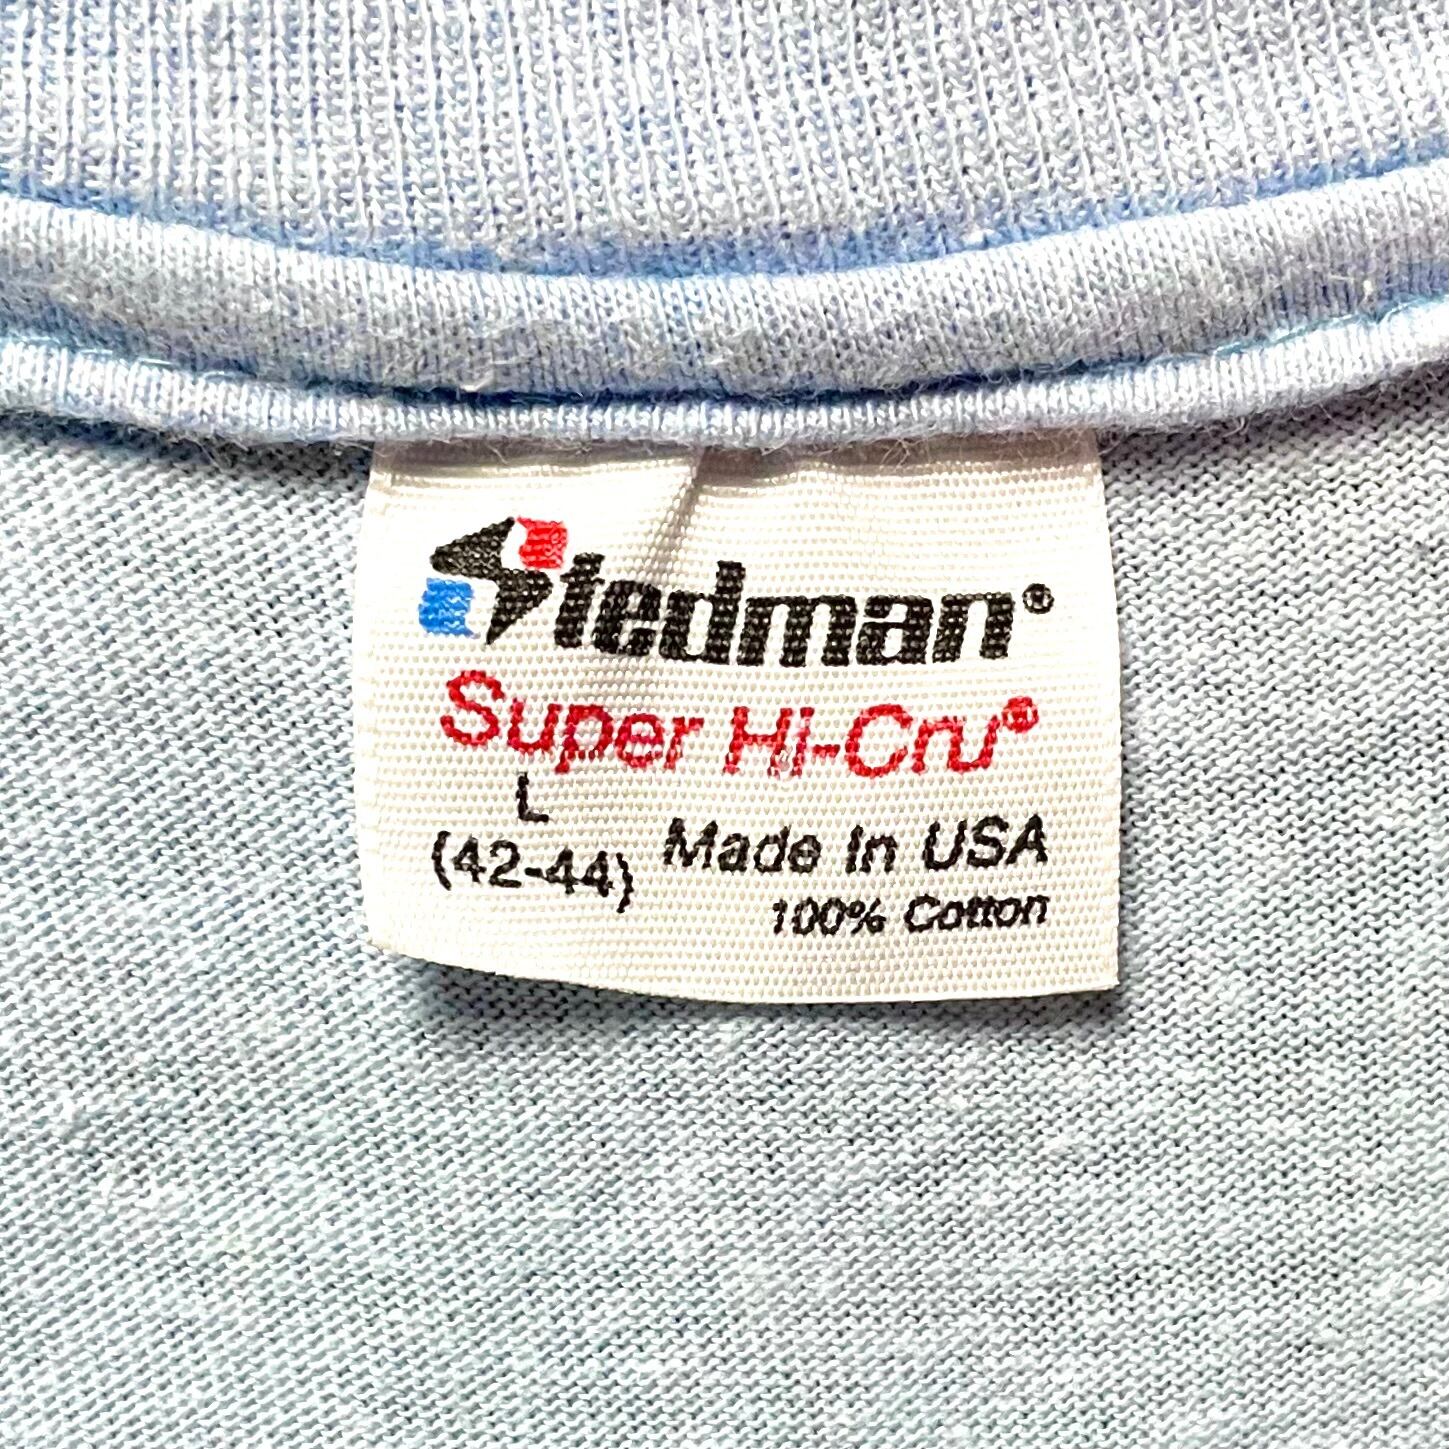 Stedman®
Super Hi-Cru®
L
(42-44)
Made In USA
100% Cotton